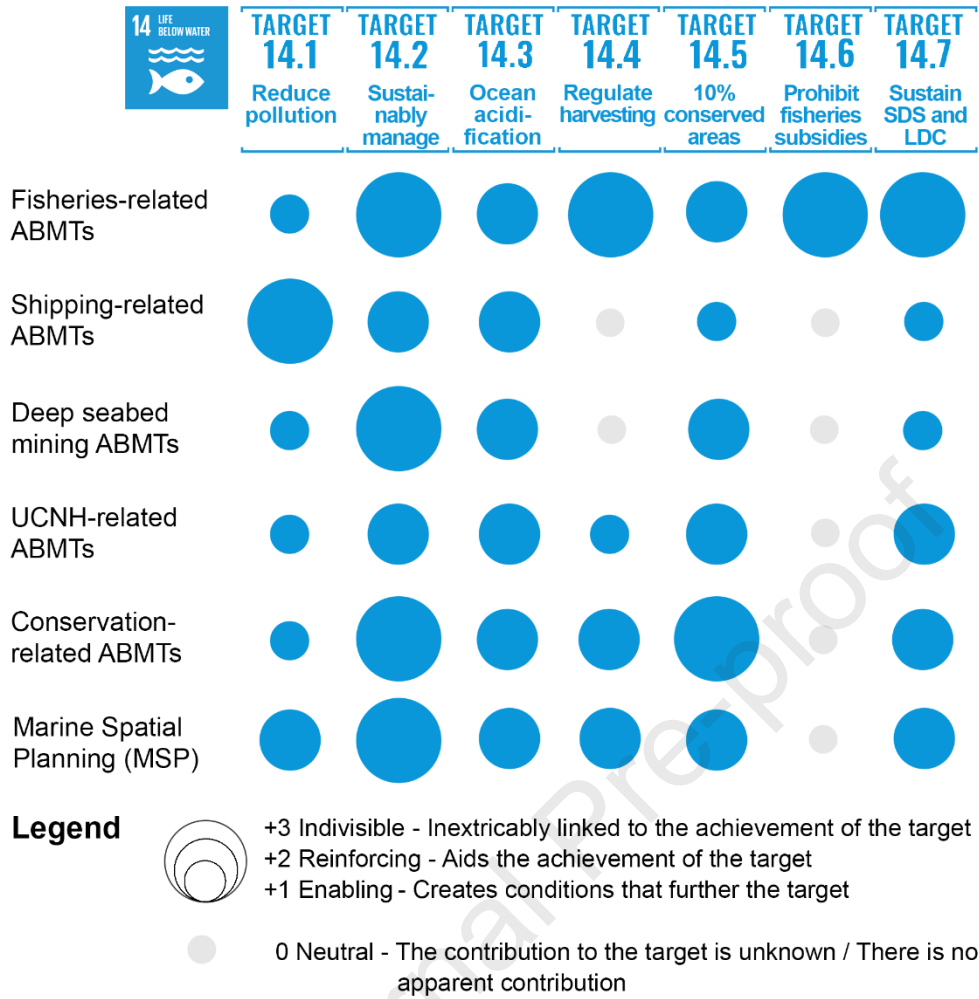 14 LIFE
BELOW WATER
TARGET
14.1
Reduce
pollution
TARGET
14.2
Sustai-
nably
manage
TARGET
14.3
Ocean
acidi-
fication
TARGET
14.4
Regulate
harvesting
TARGET
14.5
10%
conserved
areas
TARGET
14.6
Prohibit
fisheries
subsidies
TARGET
14.7
Sustain
SDS and
LDC
Fisheries-related
ABMTs
Shipping-related
ABMTs
Deep seabed
mining ABMTs
UCNH-related
ABMTs
Conservation-
related ABMTs
Marine Spatial
Planning (MSP)
Legend
+3 Indivisible - Inextricably linked to the achievement of the target
+2 Reinforcing - Aids the achievement of the target
+1 Enabling - Creates conditions that further the target
0 Neutral - The contribution to the target is unknown / There is no
apparent contribution
nal Pre-proof